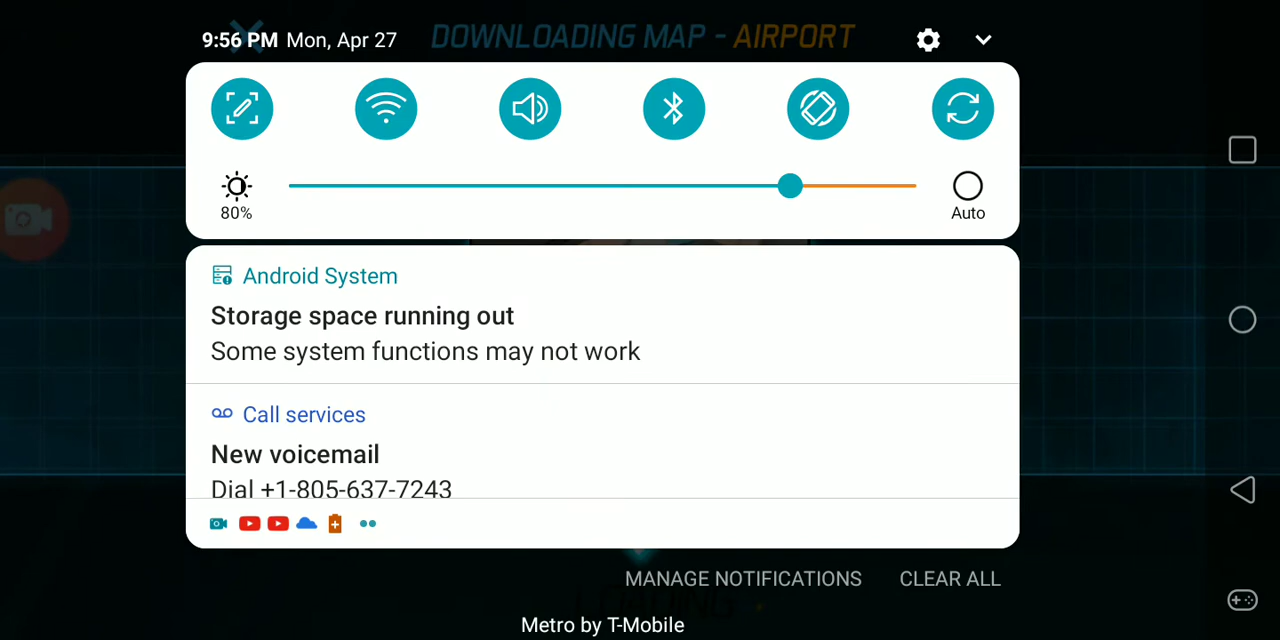 DOWNLOADING MAP - AIRPORT
9:56 PM Mon, Apr 27
80%
Auto
Android System
Storage space running out
Some system functions may not work
Call services
New voicemail
Dial +1-805-637-7243
MANAGE NOTIFICATIONS CLEAR ALL
LOADING
Metro by T-Mobile